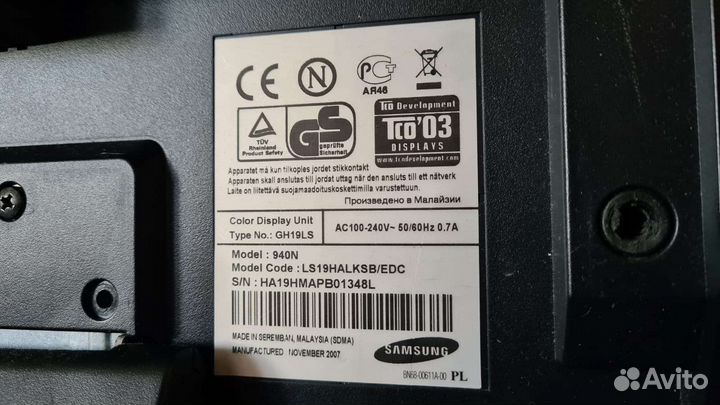 CE N PG
АЯ46
TÜV
Rheinland
Product Safety
GS
geprüfte
Sicherheit
TCO Development
TCO'03
DISPLAYS
www.tcodevelopment.com
Apparatet må kun tilkoples jordet stikkontakt
Apparaten skall anslutas till jordat uttag när den ansluts till ett nätverk
Laite on liitettävä suojamaadoituskoskettimilla varustettuun.
Произведено в Малайзии
Color Display Unit
Type No.: GH19LS
AC100-240V~ 50/60Hz 0.7A
Model : 940N
Model Code : LS19HALKSB/EDC
S/N : HA19HMAPB01348L
MADE IN SEREMBAN, MALAYSIA (SDMA)
MANUFACTURED NOVEMBER 2007
SAMSUNG
BN68-00611A-00 PL
Avito